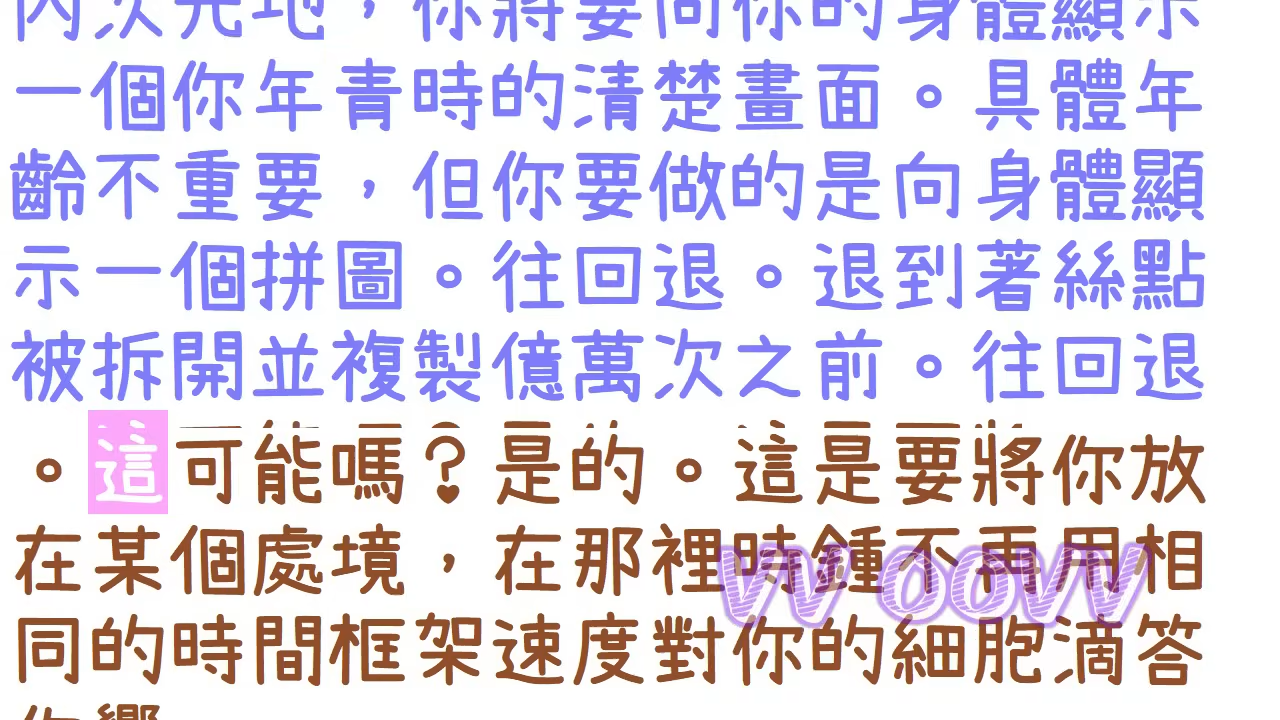 內次元地，你將要向你的身體顯示
一個你年青時的清楚畫面。具體年
齡不重要，但你要做的是向身體顯
示一個拼圖。往回退。退到著絲點
被拆開並複製億萬次之前。往回退
。這可能嗎？是的。這是要將你放
在某個處境，在那裡時鍾不再用相
同的時間框架速度對你的細胞滴答
作響
VV OOVV